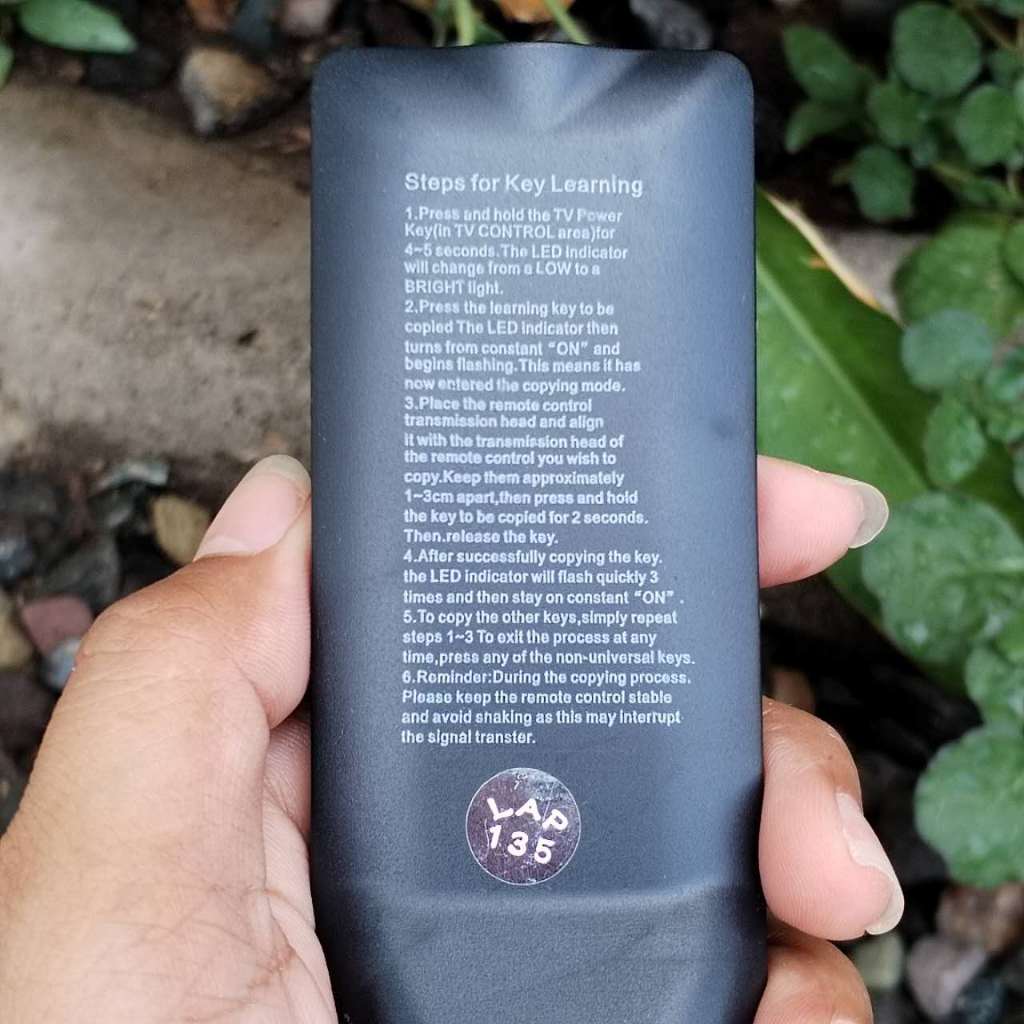 Steps for Key Learning
1.Press and hold the TV Power
Key(in TV CONTROL area)for
4~5 seconds.The LED indicator
will change from a LOW to a
BRIGHT light.
2.Press the learning key to be
copied The LED indicator then
turns from constant “ON” and
begins flashing.This means it has
now entered the copying mode.
3.Place the remote control
transmission head and align
it with the transmission head of
the remote control you wish to
copy.Keep them approximately
1~3cm apart,then press and hold
the key to be copied for 2 seconds.
Then.release the key.
4.After successfully copying the key.
the LED indicator will flash quickly 3
times and then stay on constant “ON” .
5.To copy the other keys,simply repeat
steps 1~3 To exit the process at any
time,press any of the non-universal keys.
6.Reminder:During the copying process.
Please keep the remote control stable
and avoid shaking as this may interrupt
the signal transter.
LAP
135